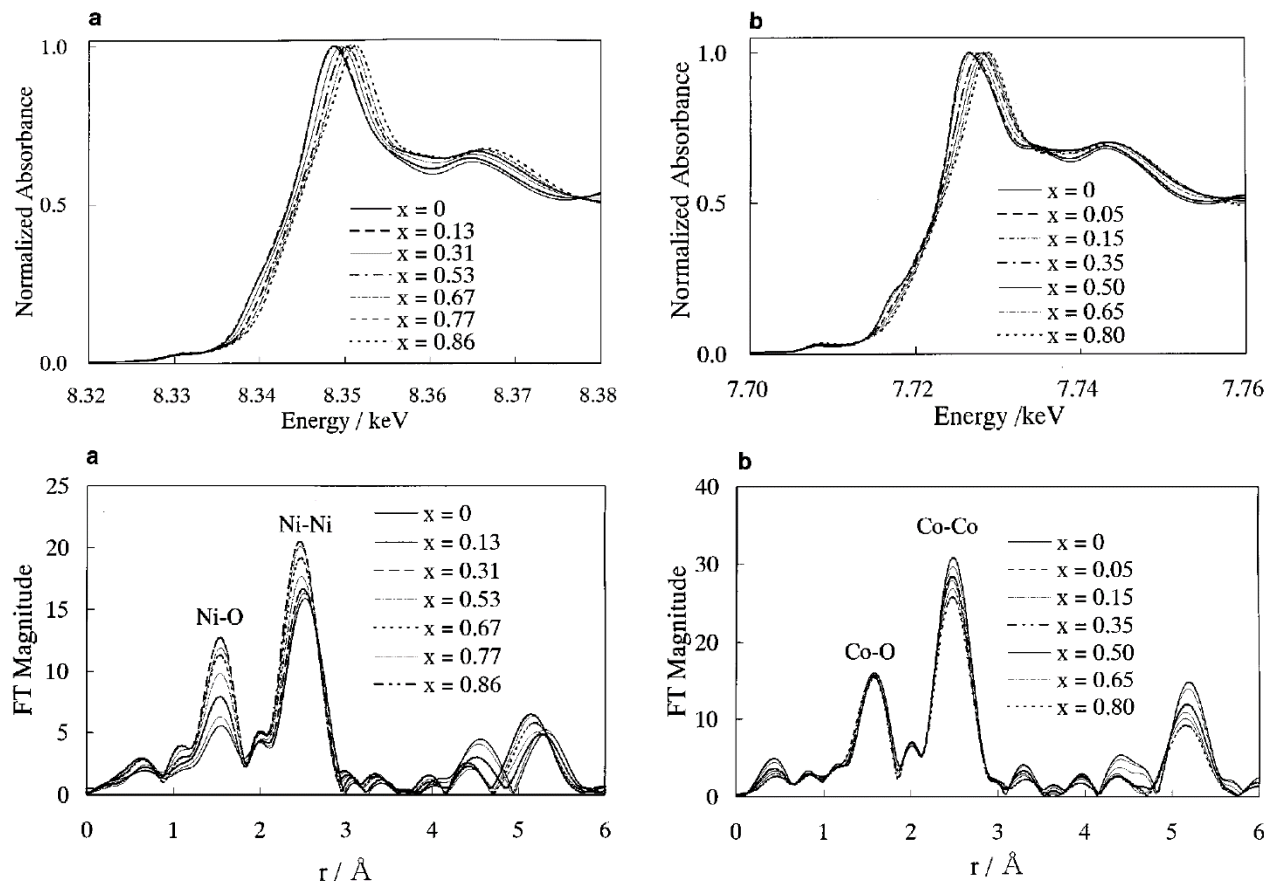 a
Normalized Absorbance
1.0
0.5
0.0
x = 0
x = 0.13
x = 0.31
x = 0.53
x = 0.67
x = 0.77
x = 0.86
8.32 8.33 8.34 8.35 8.36 8.37 8.38
Energy / keV
b
Normalized Absorbance
1.0
0.5
0.0
x = 0
x = 0.05
x = 0.15
x = 0.35
x = 0.50
x = 0.65
x = 0.80
7.70 7.72 7.74 7.76
Energy /keV
a
FT Magnitude
25
20
15
10
5
0
Ni-O
Ni-Ni
x = 0
x = 0.13
x = 0.31
x = 0.53
x = 0.67
x = 0.77
x = 0.86
0 1 2 3 4 5 6
r / Å
b
FT Magnitude
40
30
20
10
0
Co-O
Co-Co
x = 0
x = 0.05
x = 0.15
x = 0.35
x = 0.50
x = 0.65
x = 0.80
0 1 2 3 4 5 6
r / Å